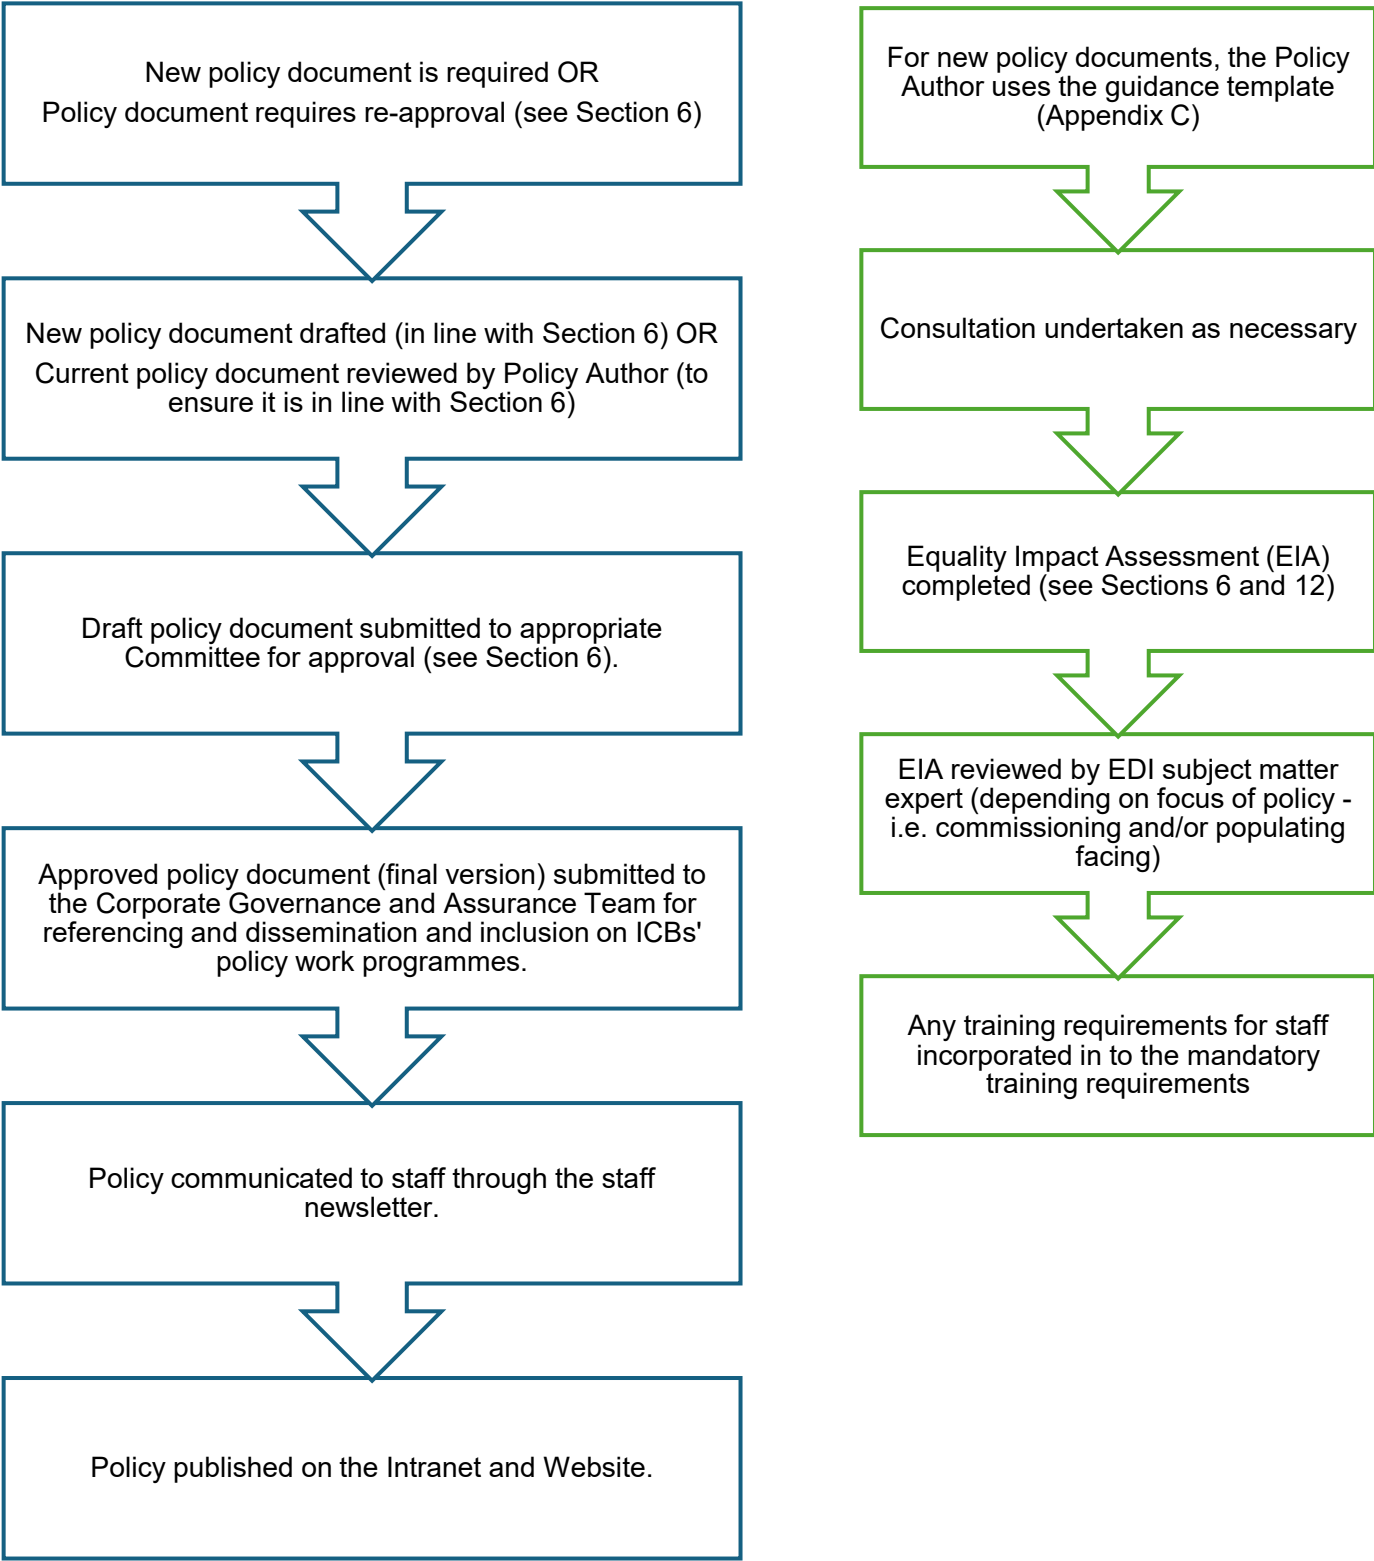 New policy document is required OR
Policy document requires re-approval (see Section 6)
New policy document drafted (in line with Section 6) OR
Current policy document reviewed by Policy Author (to
ensure it is in line with Section 6)
Draft policy document submitted to appropriate
Committee for approval (see Section 6).
Approved policy document (final version) submitted to
the Corporate Governance and Assurance Team for
referencing and dissemination and inclusion on ICBs'
policy work programmes.
Policy communicated to staff through the staff
newsletter.
Policy published on the Intranet and Website.
For new policy documents, the Policy
Author uses the guidance template
(Appendix C)
Consultation undertaken as necessary
Equality Impact Assessment (EIA)
completed (see Sections 6 and 12)
EIA reviewed by EDI subject matter
expert (depending on focus of policy -
i.e. commissioning and/or populating
facing)
Any training requirements for staff
incorporated in to the mandatory
training requirements